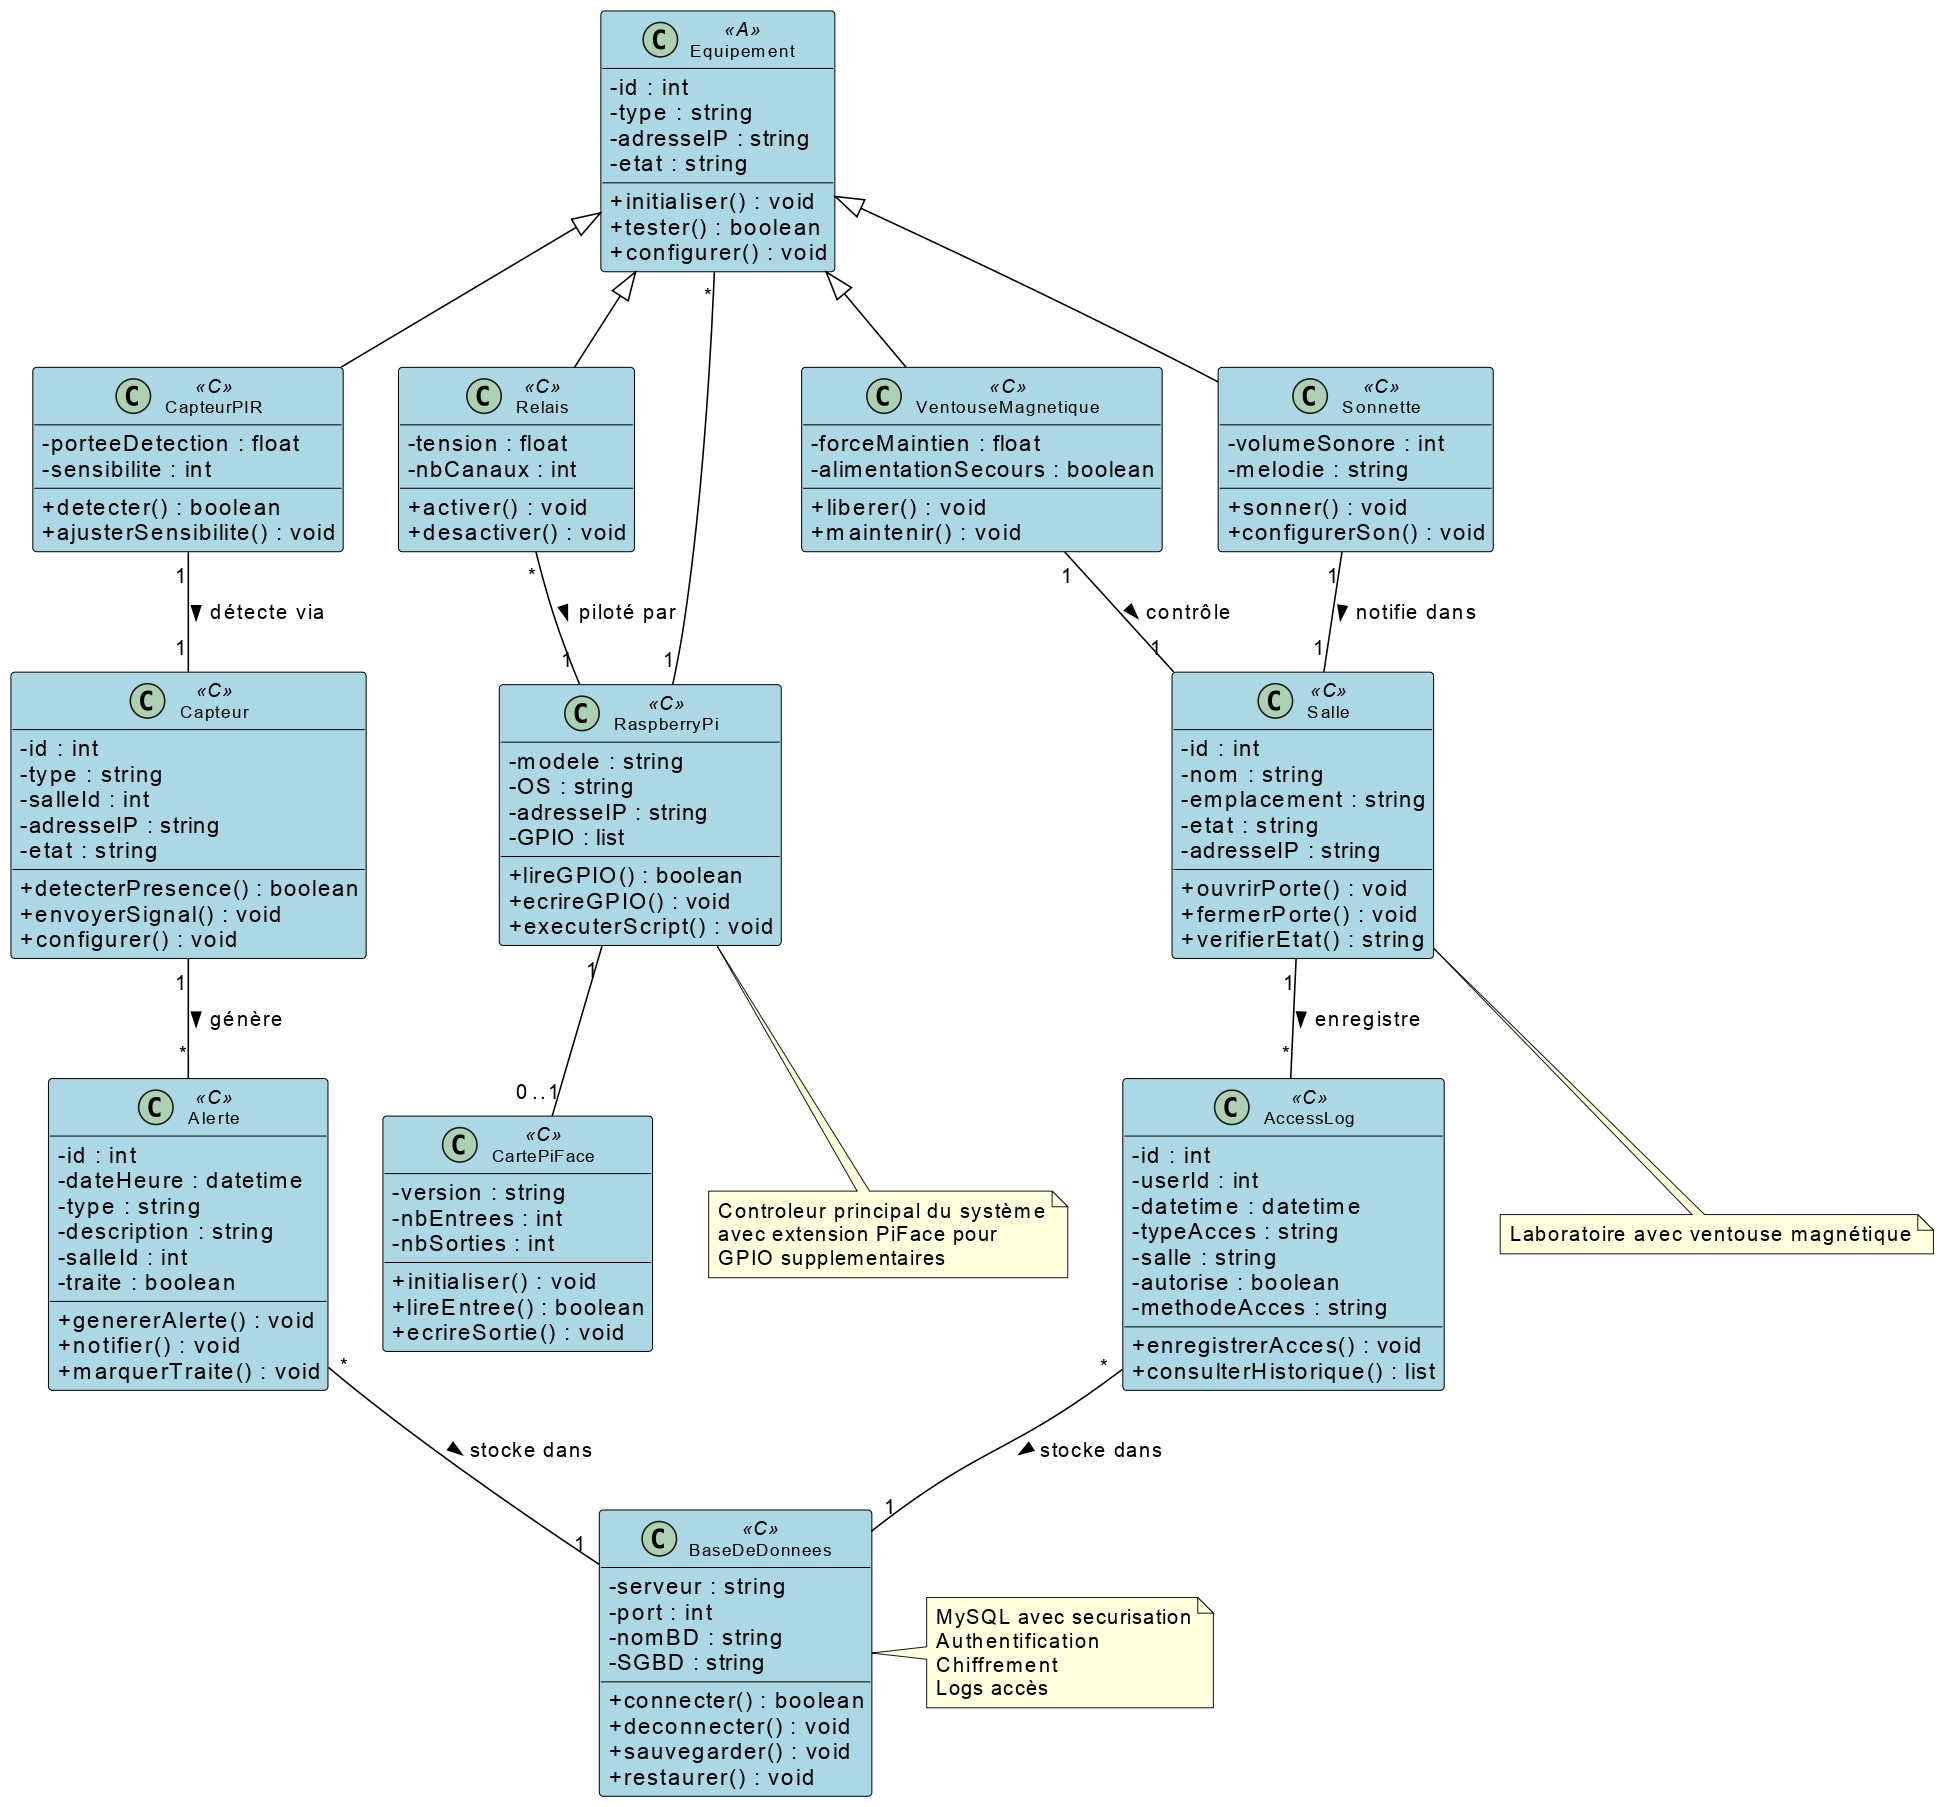 C
«A»
Equipement
-id : int
-type : string
-adresseIP : string
-etat : string
+initialiser() : void
+tester() : boolean
+configurer() : void
*
C
«C»
CapteurPIR
-porteeDetection : float
-sensibilite : int
+detecter() : boolean
+ajusterSensibilite() : void
C
«C»
Relais
-tension : float
-nbCanaux : int
+activer() : void
+desactiver() : void
C
«C»
VentouseMagnetique
-forceMaintien : float
-alimentationSecours : boolean
+liberer() : void
+maintenir() : void
C
«C»
Sonnette
-volumeSonore : int
-melodie : string
+sonner() : void
+configurerSon() : void
1
détecte via
1
*
piloté par
1
1
1
contrôle
1
1
notifie dans
1
C
«C»
Capteur
-id : int
-type : string
-salleId : int
-adresseIP : string
-etat : string
+detecterPresence() : boolean
+envoyerSignal() : void
+configurer() : void
C
«C»
RaspberryPi
-modele : string
-OS : string
-adresseIP : string
-GPIO : list
+lireGPIO() : boolean
+ecrireGPIO() : void
+executerScript() : void
C
«C»
Salle
-id : int
-nom : string
-emplacement : string
-etat : string
-adresseIP : string
+ouvrirPorte() : void
+fermerPorte() : void
+verifierEtat() : string
1
génère
*
1
0..1
1
enregistre
*
C
«C»
Alerte
-id : int
-dateHeure : datetime
-type : string
-description : string
-salleId : int
-traite : boolean
+genererAlerte() : void
+notifier() : void
+marquerTraite() : void
C
«C»
CartePiFace
-version : string
-nbEntrees : int
-nbSorties : int
+initialiser() : void
+lireEntree() : boolean
+ecrireSortie() : void
Controleur principal du système
avec extension PiFace pour
GPIO supplementaires
C
«C»
AccessLog
-id : int
-userId : int
-datetime : datetime
-typeAcces : string
-salle : string
-autorise : boolean
-methodeAcces : string
+enregistrerAcces() : void
+consulterHistorique() : list
Laboratoire avec ventouse magnétique
*
stocke dans
1
*
stocke dans
1
C
«C»
BaseDeDonnees
-serveur : string
-port : int
-nomBD : string
-SGBD : string
+connecter() : boolean
+deconnecter() : void
+sauvegarder() : void
+restaurer() : void
MySQL avec securisation
Authentification
Chiffrement
Logs accès